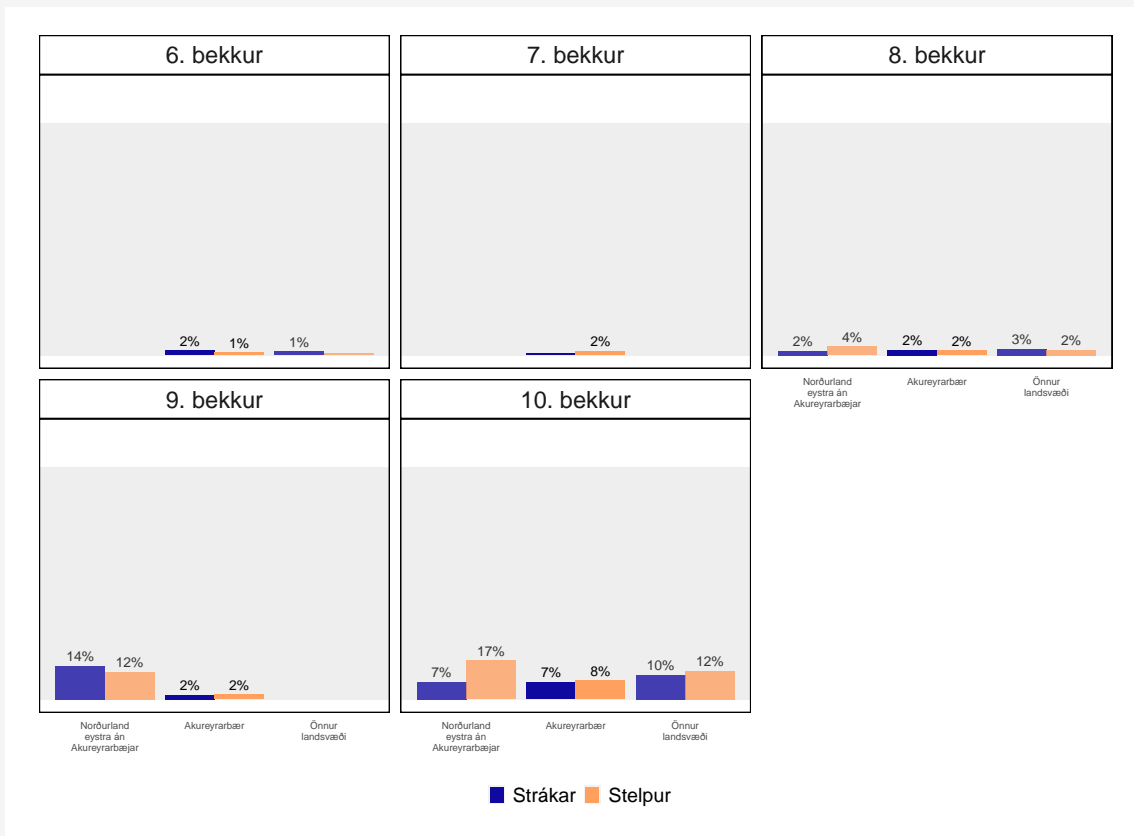 6. bekkur
7. bekkur
8. bekkur
2%
1%
1%
2%
2%
4%
2%
2%
3%
2%
Norðurland
eystra án
Akureyrarbæjar
Akureyrarbær
Önnur
landsvæði
9. bekkur
10. bekkur
14%
12%
2%
2%
7%
17%
7%
8%
10%
12%
Norðurland
eystra án
Akureyrarbæjar
Akureyrarbær
Önnur
landsvæði
Norðurland
eystra án
Akureyrarbæjar
Akureyrarbær
Önnur
landsvæði
Strákar Stelpur